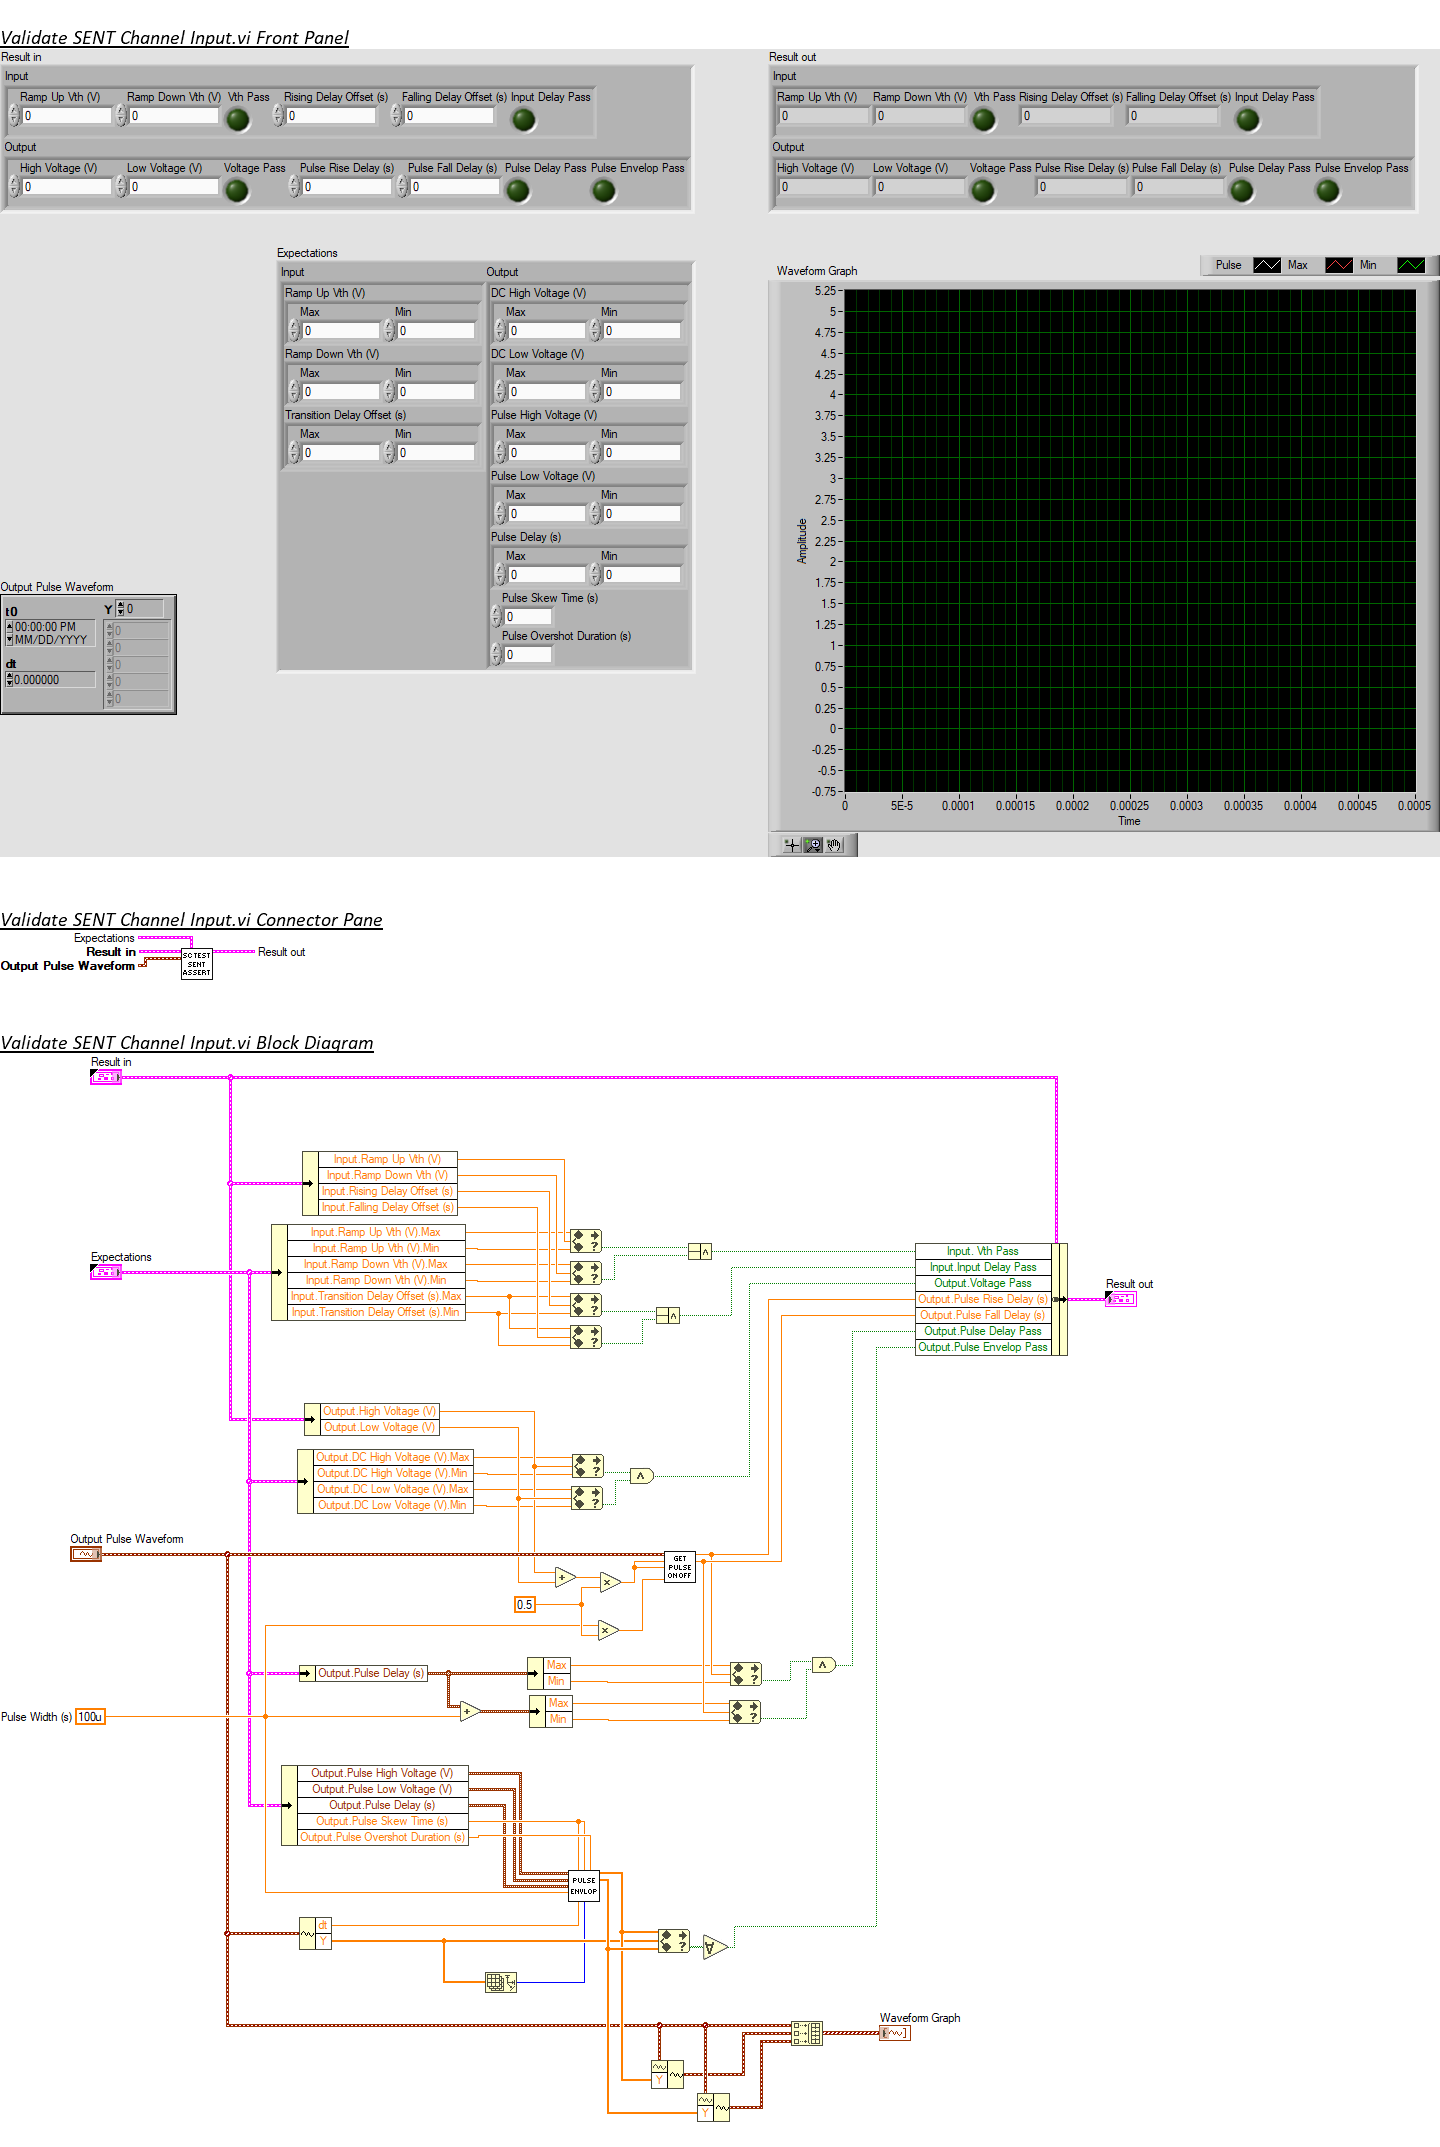 Validate SENT Channel Input.vi Front Panel
Result in
Input
Ramp Up Vth (V) Ramp Down Vth (V) Vth Pass Rising Delay Offset (s) Falling Delay Offset (s) Input Delay Pass
0 0 0 0
Output
High Voltage (V) Low Voltage (V) Voltage Pass Pulse Rise Delay (s) Pulse Fall Delay (s) Pulse Delay Pass Pulse Envelop Pass
0 0 0 0
Result out
Input
Ramp Up Vth (V) Ramp Down Vth (V) Vth Pass Rising Delay Offset (s) Falling Delay Offset (s) Input Delay Pass
0 0 0 0
Output
High Voltage (V) Low Voltage (V) Voltage Pass Pulse Rise Delay (s) Pulse Fall Delay (s) Pulse Delay Pass Pulse Envelop Pass
0 0 0 0
Expectations
Input
Ramp Up Vth (V)
Max Min
0 0
Ramp Down Vth (V)
Max Min
0 0
Transition Delay Offset (s)
Max Min
0 0
Output
DC High Voltage (V)
Max Min
0 0
DC Low Voltage (V)
Max Min
0 0
Pulse High Voltage (V)
Max Min
0 0
Pulse Low Voltage (V)
Max Min
0 0
Pulse Delay (s)
Max Min
0 0
Pulse Skew Time (s)
0
Pulse Overshot Duration (s)
0
Output Pulse Waveform
t0
00:00:00 PM
MM/DD/YYYY
dt
0.000000
Y 0
0
0
0
0
0
Waveform Graph
Pulse Max Min
5.25
5
4.75
4.5
4.25
4
3.75
3.5
3.25
3
2.75
2.5
2.25
2
1.75
1.5
1.25
1
0.75
0.5
0.25
0
-0.25
-0.5
-0.75
Amplitude
0 5E-5 0.0001 0.00015 0.0002 0.00025 0.0003 0.00035 0.0004 0.00045 0.0005
Time
Validate SENT Channel Input.vi Connector Pane
Expectations
Result in
Output Pulse Waveform
SC TEST
SENT
ASSERT
Result out
Validate SENT Channel Input.vi Block Diagram
Result in
Input.Ramp Up Vth (V)
Input.Ramp Down Vth (V)
Input.Rising Delay Offset (s)
Input.Falling Delay Offset (s)
Expectations
Input.Ramp Up Vth (V).Max
Input.Ramp Up Vth (V).Min
Input.Ramp Down Vth (V).Max
Input.Ramp Down Vth (V).Min
Input.Transition Delay Offset (s).Max
Input.Transition Delay Offset (s).Min
Input. Vth Pass
Input.Input Delay Pass
Output.Voltage Pass
Output.Pulse Rise Delay (s)
Output.Pulse Fall Delay (s)
Output.Pulse Delay Pass
Output.Pulse Envelop Pass
Result out
Output.High Voltage (V)
Output.Low Voltage (V)
Output.DC High Voltage (V).Max
Output.DC High Voltage (V).Min
Output.DC Low Voltage (V).Max
Output.DC Low Voltage (V).Min
Output Pulse Waveform
GET
PULSE
ON OFF
0.5
Output.Pulse Delay (s)
Max
Min
Max
Min
Pulse Width (s) 100u
Output.Pulse High Voltage (V)
Output.Pulse Low Voltage (V)
Output.Pulse Delay (s)
Output.Pulse Skew Time (s)
Output.Pulse Overshot Duration (s)
PULSE
ENVLOP
dt
Y
Waveform Graph
Y
Y